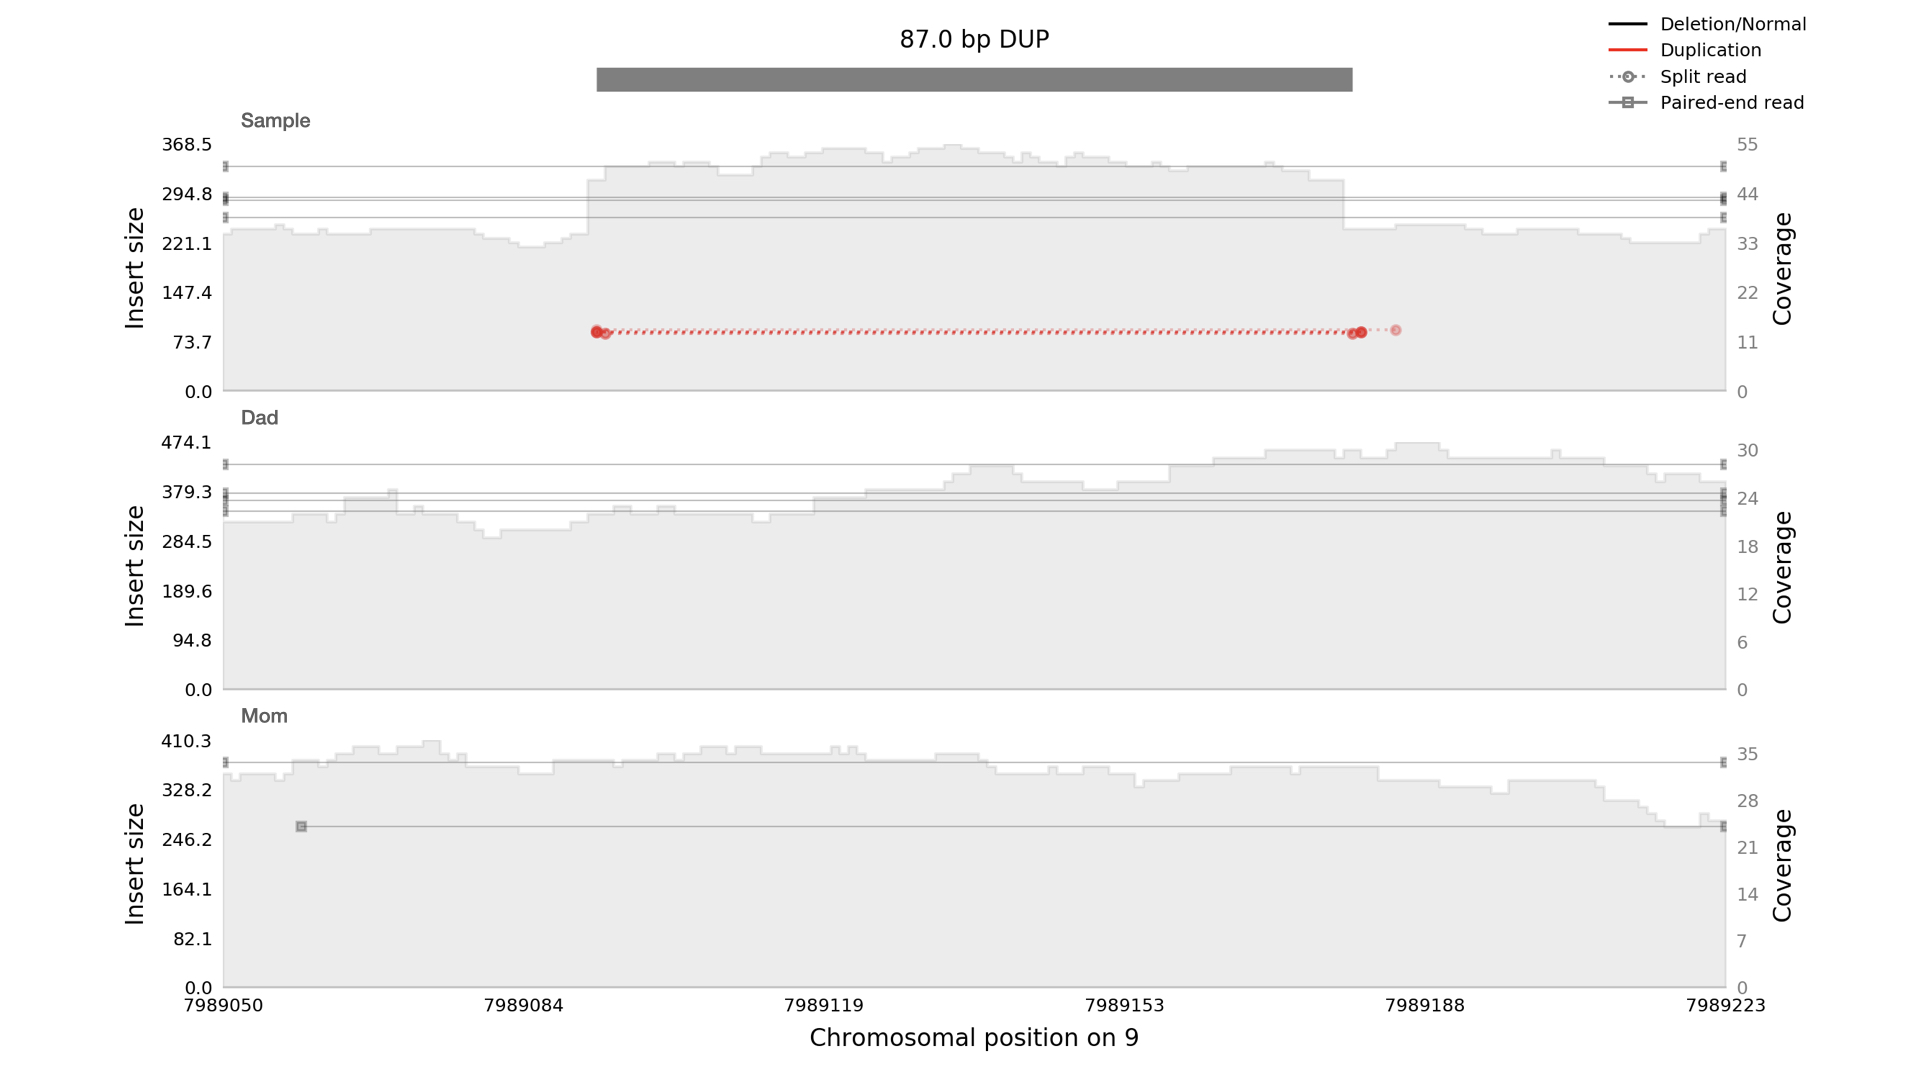 87.0 bp DUP
Deletion/Normal
Duplication
Split read
Paired-end read
Sample
368.5
294.8
221.1
147.4
73.7
0.0
Insert size
55
44
33
22
11
0
Coverage
Dad
474.1
379.3
284.5
189.6
94.8
0.0
Insert size
30
24
18
12
6
0
Coverage
Mom
410.3
328.2
246.2
164.1
82.1
0.0
Insert size
35
28
21
14
7
0
Coverage
7989050 7989084 7989119 7989153 7989188 7989223
Chromosomal position on 9